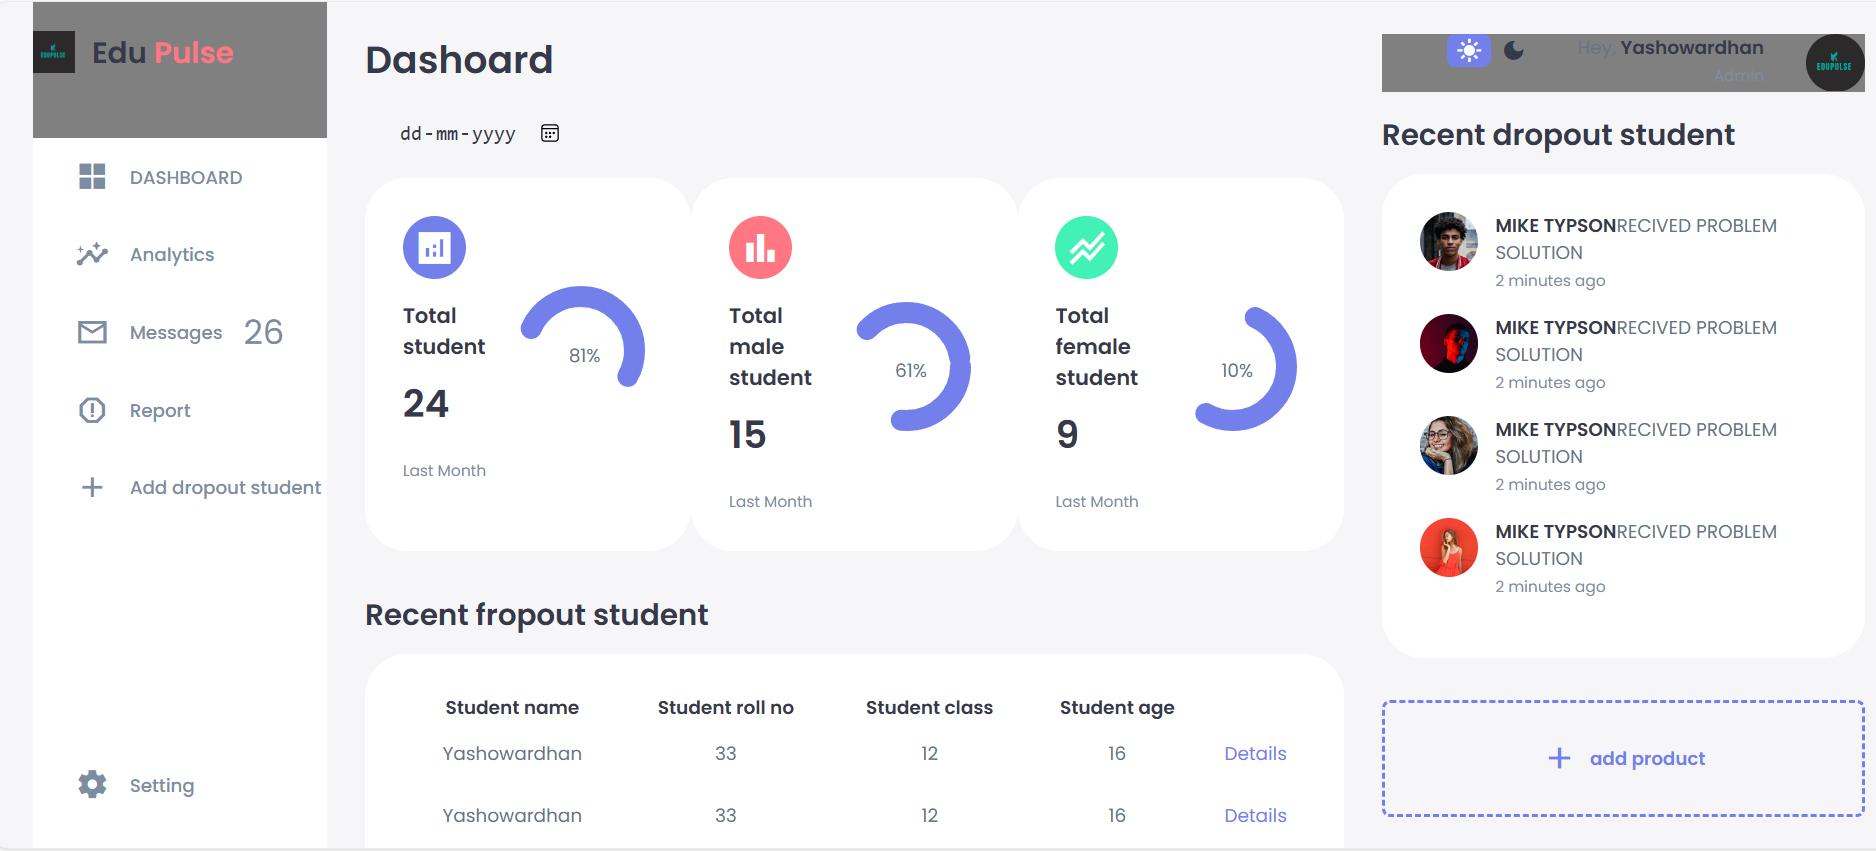 EDUPULSE
Edu Pulse
DASHBOARD
Analytics
Messages 26
Report
Add dropout student
Setting
Dashoard
dd-mm-yyyy
Total
student
24
Last Month
81%
Total
male
student
15
Last Month
61%
Total
female
student
9
Last Month
10%
Recent fropout student
Student name Student roll no Student class Student age
Yashowardhan 33 12 16 Details
Yashowardhan 33 12 16 Details
Hey, Yashowardhan
Admin
EDUPULSE
Recent dropout student
MIKE TYPSONRECIVED PROBLEM
SOLUTION
2 minutes ago
MIKE TYPSONRECIVED PROBLEM
SOLUTION
2 minutes ago
MIKE TYPSONRECIVED PROBLEM
SOLUTION
2 minutes ago
MIKE TYPSONRECIVED PROBLEM
SOLUTION
2 minutes ago
add product